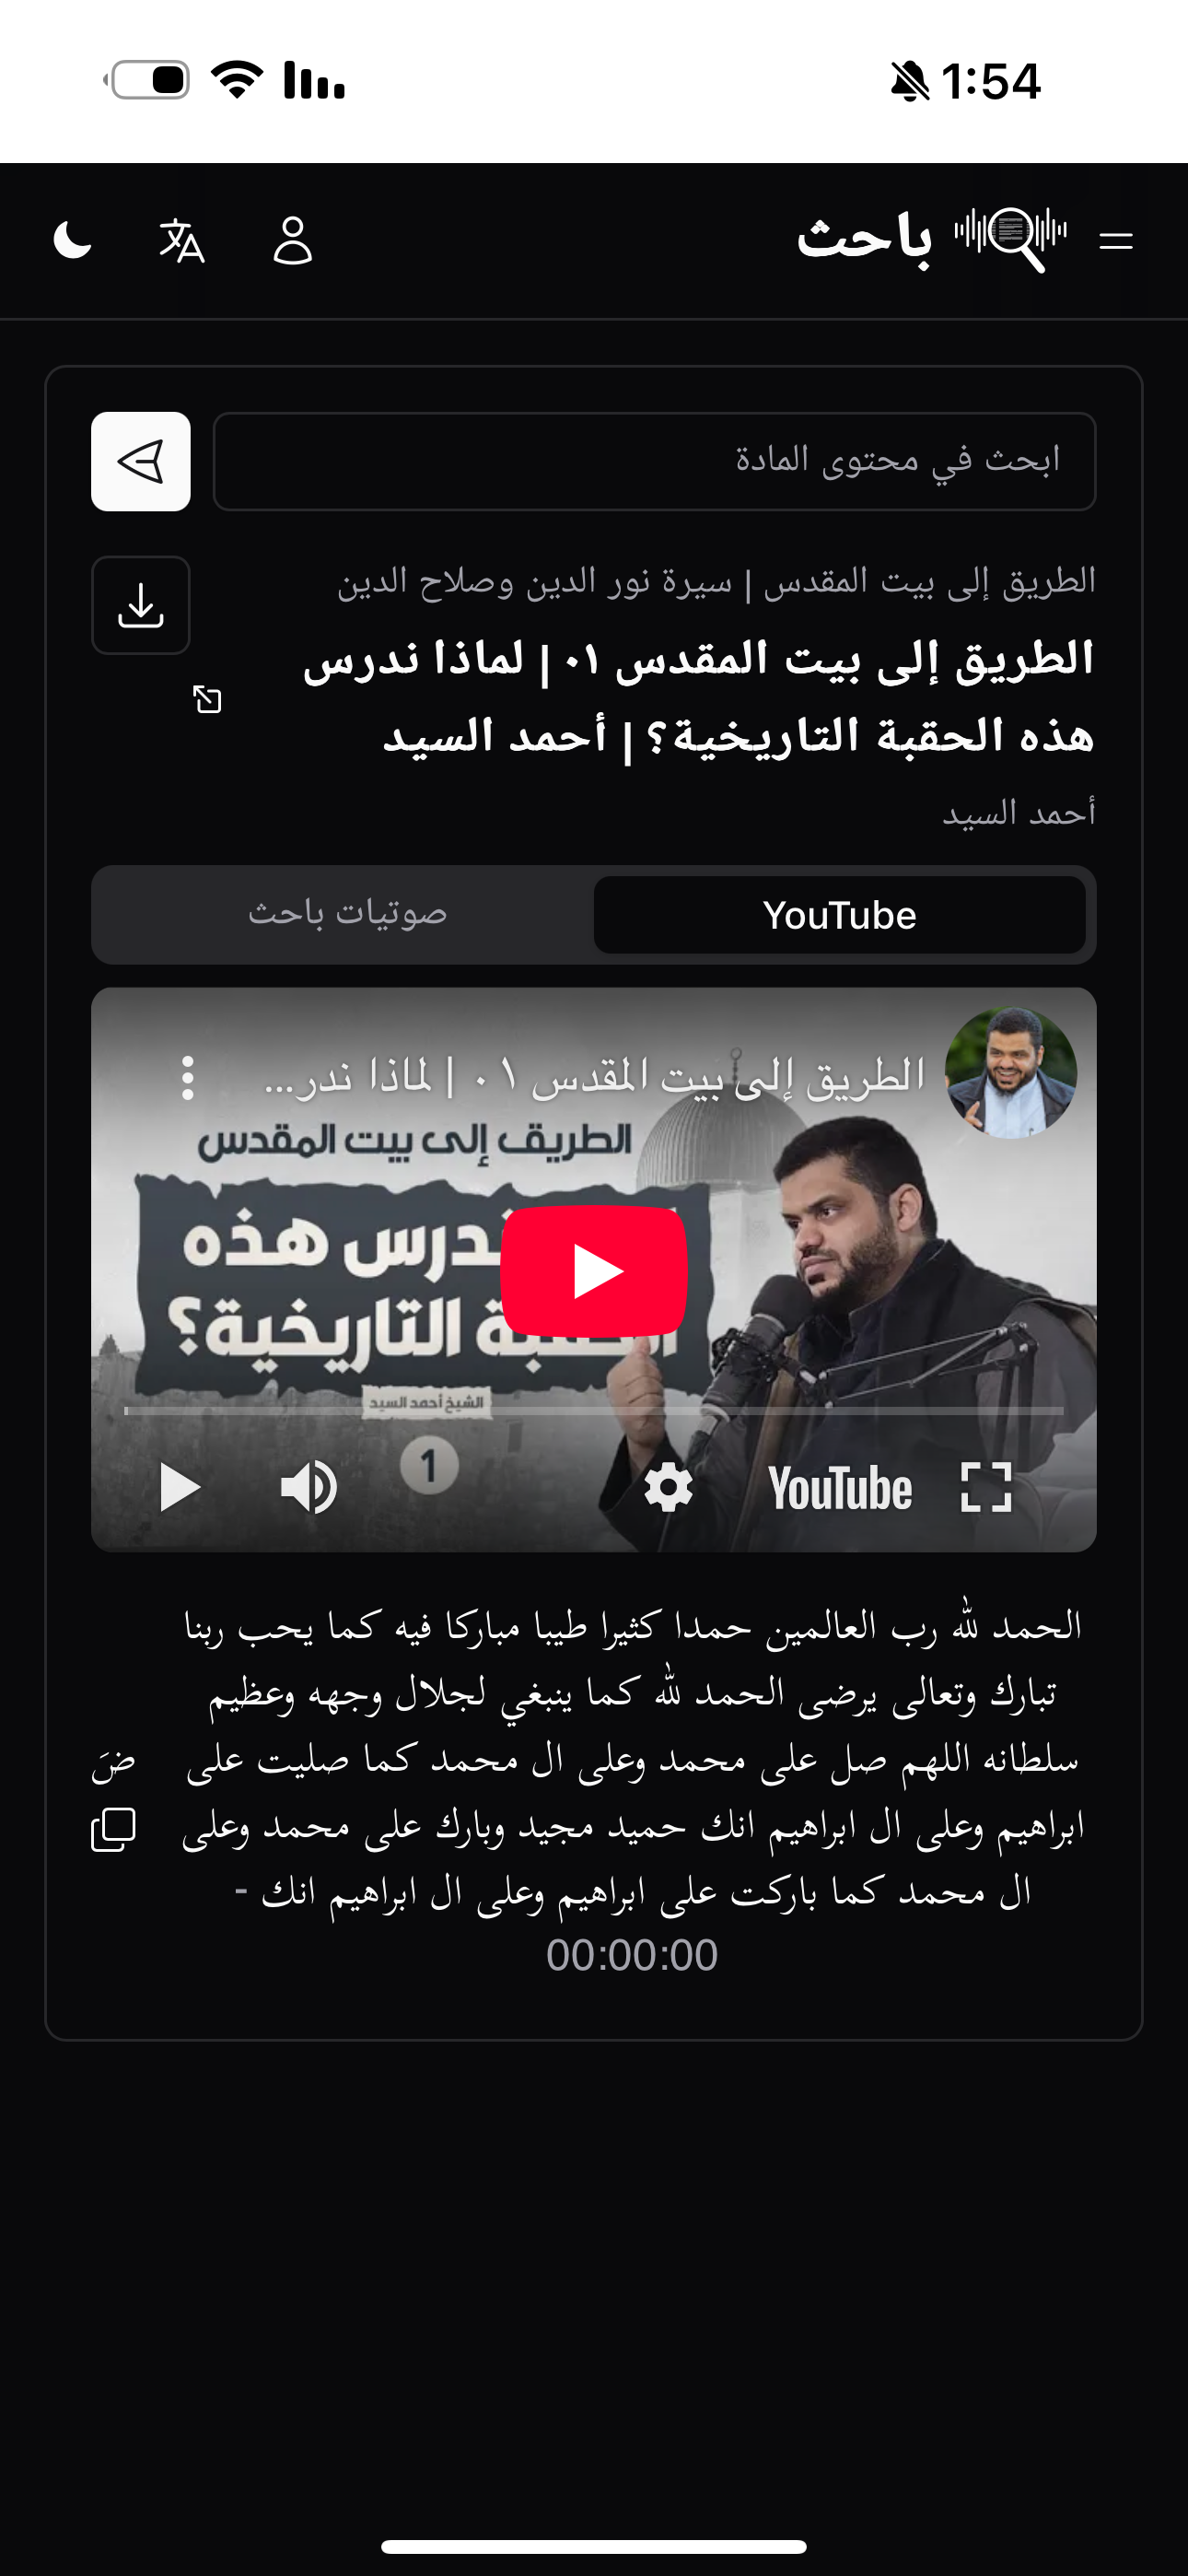 1:54
باحث
ابحث في محتوى المادة
الطريق إلى بيت المقدس | سيرة نور الدين وصلاح الدين
الطريق إلى بيت المقدس ٠١ | لماذا ندرس
هذه الحقبة التاريخية؟ | أحمد السيد
أحمد السيد
YouTube
صوتيات باحث
الطريق إلى بيت المقدس ٠١ | لماذا ندر...
الطريق إلى بيت المقدس
ندرس هذه
التاريخية؟
الشيخ أحمد السيد
1
YouTube
الحمد لله رب العالمين حمدا كثيرا طيبا مباركا فيه كما يحب ربنا
تبارك وتعالى يرضى الحمد لله كما ينبغي لجلال وجهه وعظيم
سلطانه اللهم صل على محمد وعلى ال محمد كما صليت على
ضَ
ابراهيم وعلى ال ابراهيم انك حميد مجيد وبارك على محمد وعلى
ال محمد كما باركت على ابراهيم وعلى ال ابراهيم انك -
00:00:00